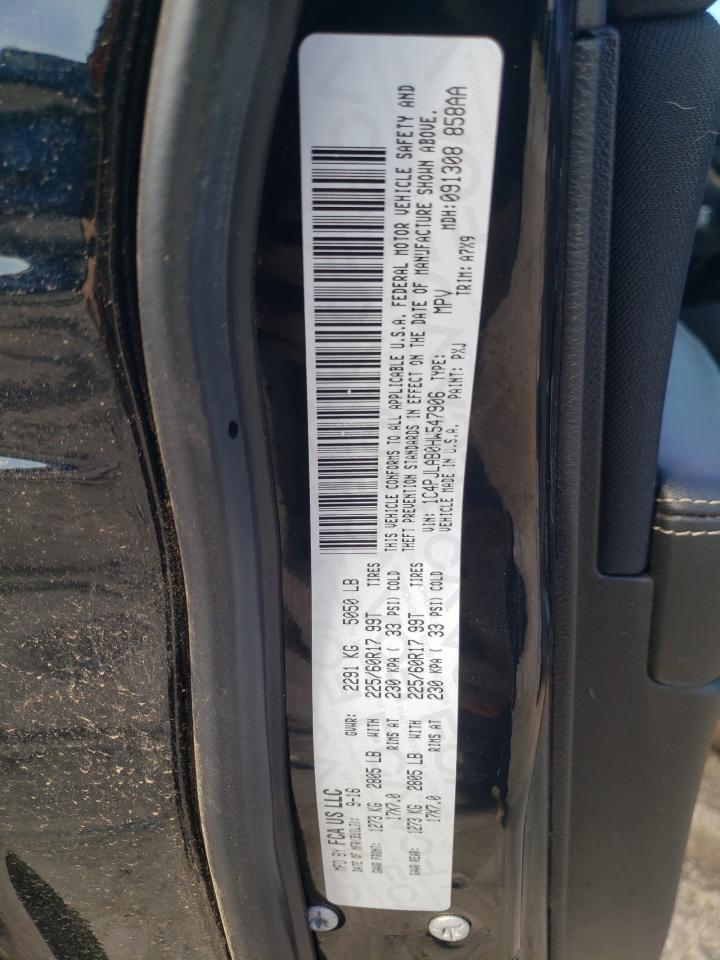 MFD BY FCA US LLC
DATE OF MFR/BUILT: 9-16 GVWR: 2291 KG 5050 LB
GAWR FRONT: 1273 KG 2805 LB WITH 225/60R17 99T TIRES
17X7.0 RIMS AT 230 KPA ( 33 PSI) COLD
GAWR REAR: 1273 KG 2805 LB WITH 225/60R17 99T TIRES
17X7.0 RIMS AT 230 KPA ( 33 PSI) COLD
THIS VEHICLE CONFORMS TO ALL APPLICABLE U.S.A. FEDERAL MOTOR VEHICLE SAFETY AND
THEFT PREVENTION STANDARDS IN EFFECT ON THE DATE OF MANUFACTURE SHOWN ABOVE.
VIN: 1C4PJLAB0HW547906 TYPE: MPV MDH:091308 858AA
VEHICLE MADE IN U.S.A. PAINT: PXJ TRIM: A7X9